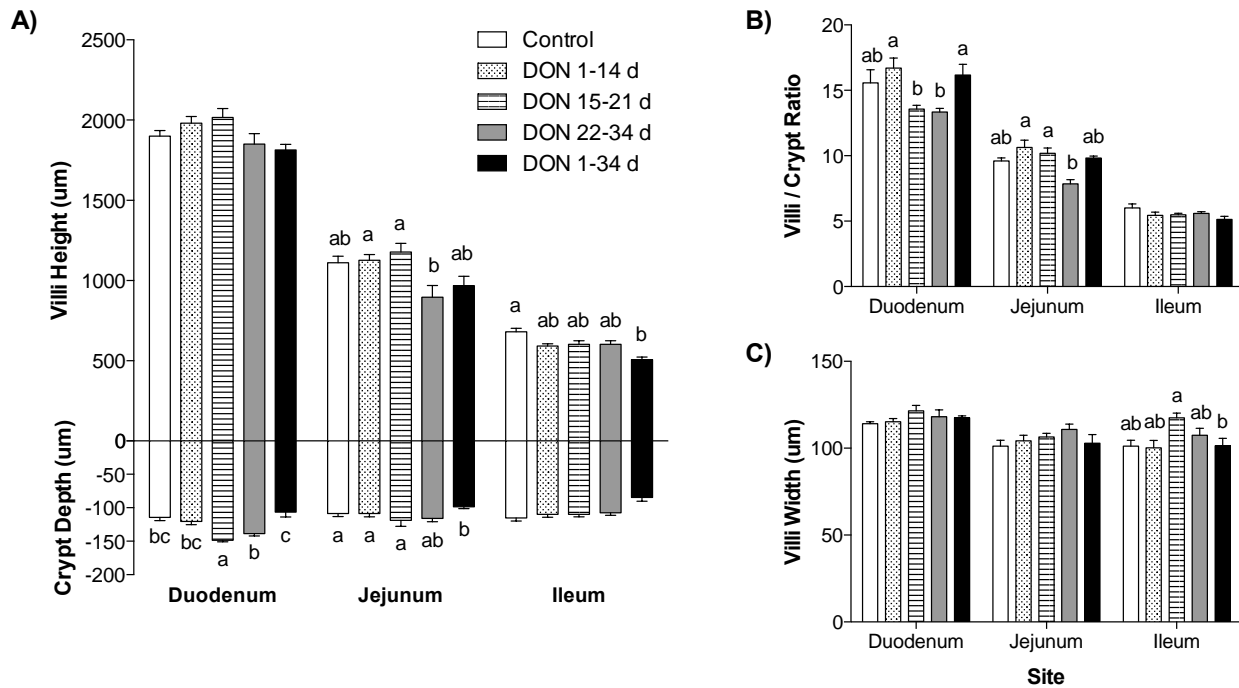 A)
2500
2000
1500
1000
500
0
-50
-100
-150
-200
Villi Height (um)
Crypt Depth (um)
Control
DON 1-14 d
DON 15-21 d
DON 22-34 d
DON 1-34 d
ab a a b ab
a ab ab ab b
bc bc a b c
a a a ab b
Duodenum Jejunum Ileum
B)
20
15
10
5
0
Villi / Crypt Ratio
ab a b b a
ab a a b ab
Duodenum Jejunum Ileum
C)
150
100
50
0
Villi Width (um)
ab ab a ab b
Duodenum Jejunum Ileum
Site